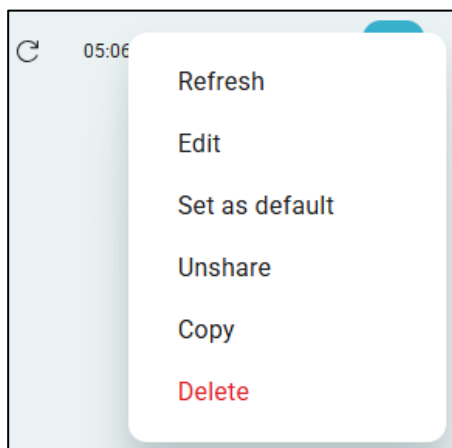 05:06
Refresh
Edit
Set as default
Unshare
Copy
Delete